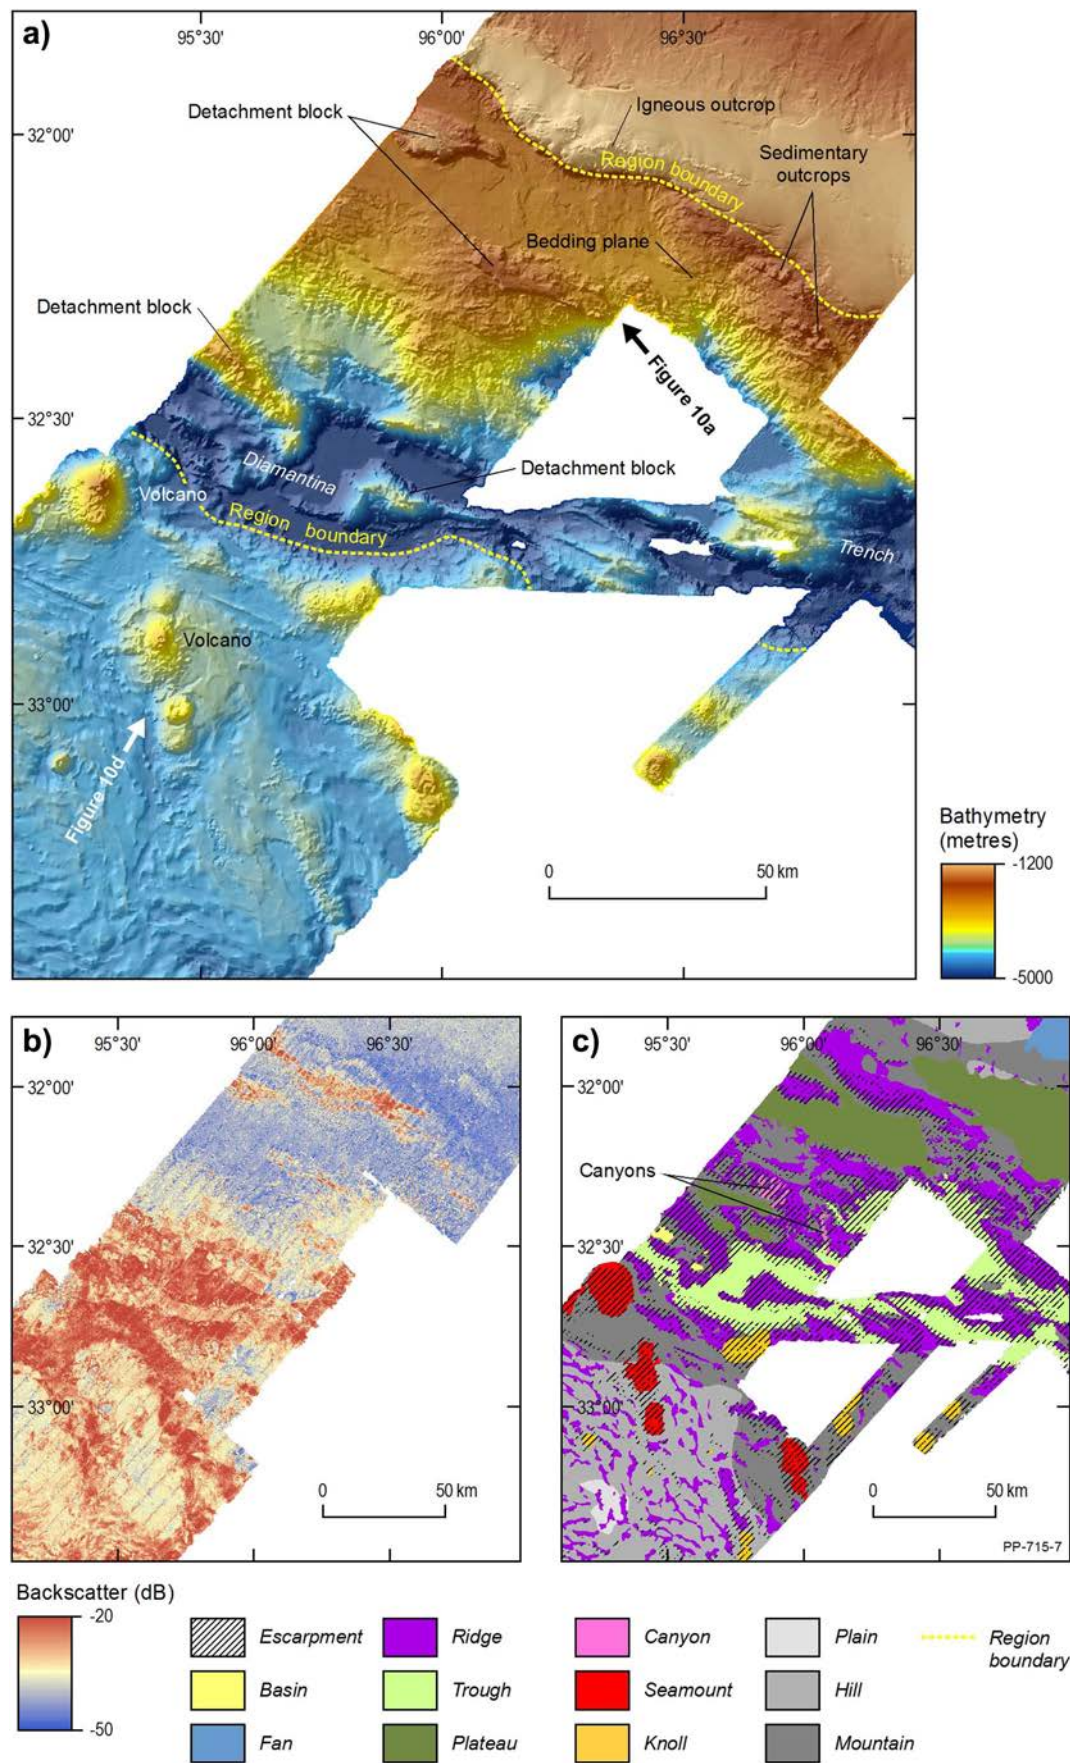 a)
95°30'
96°00'
96°30'
Detachment block
Igneous outcrop
32°00'
Region boundary
Sedimentary
outcrops
Bedding plane
Detachment block
Figure 10a
32°30'
Diamantina
Detachment block
Volcano
Region boundary
Trench
Volcano
33°00'
Figure 10d
0
50 km
Bathymetry
(metres)
-1200
-5000
b)
95°30'
96°00'
96°30'
32°00'
32°30'
33°00'
0
50 km
c)
95°30'
96°00'
96°30'
32°00'
Canyons
32°30'
33°00'
0
50 km
PP-715-7
Backscatter (dB)
-20
-50
Escarpment
Ridge
Canyon
Plain
Region
boundary
Basin
Trough
Seamount
Hill
Fan
Plateau
Knoll
Mountain